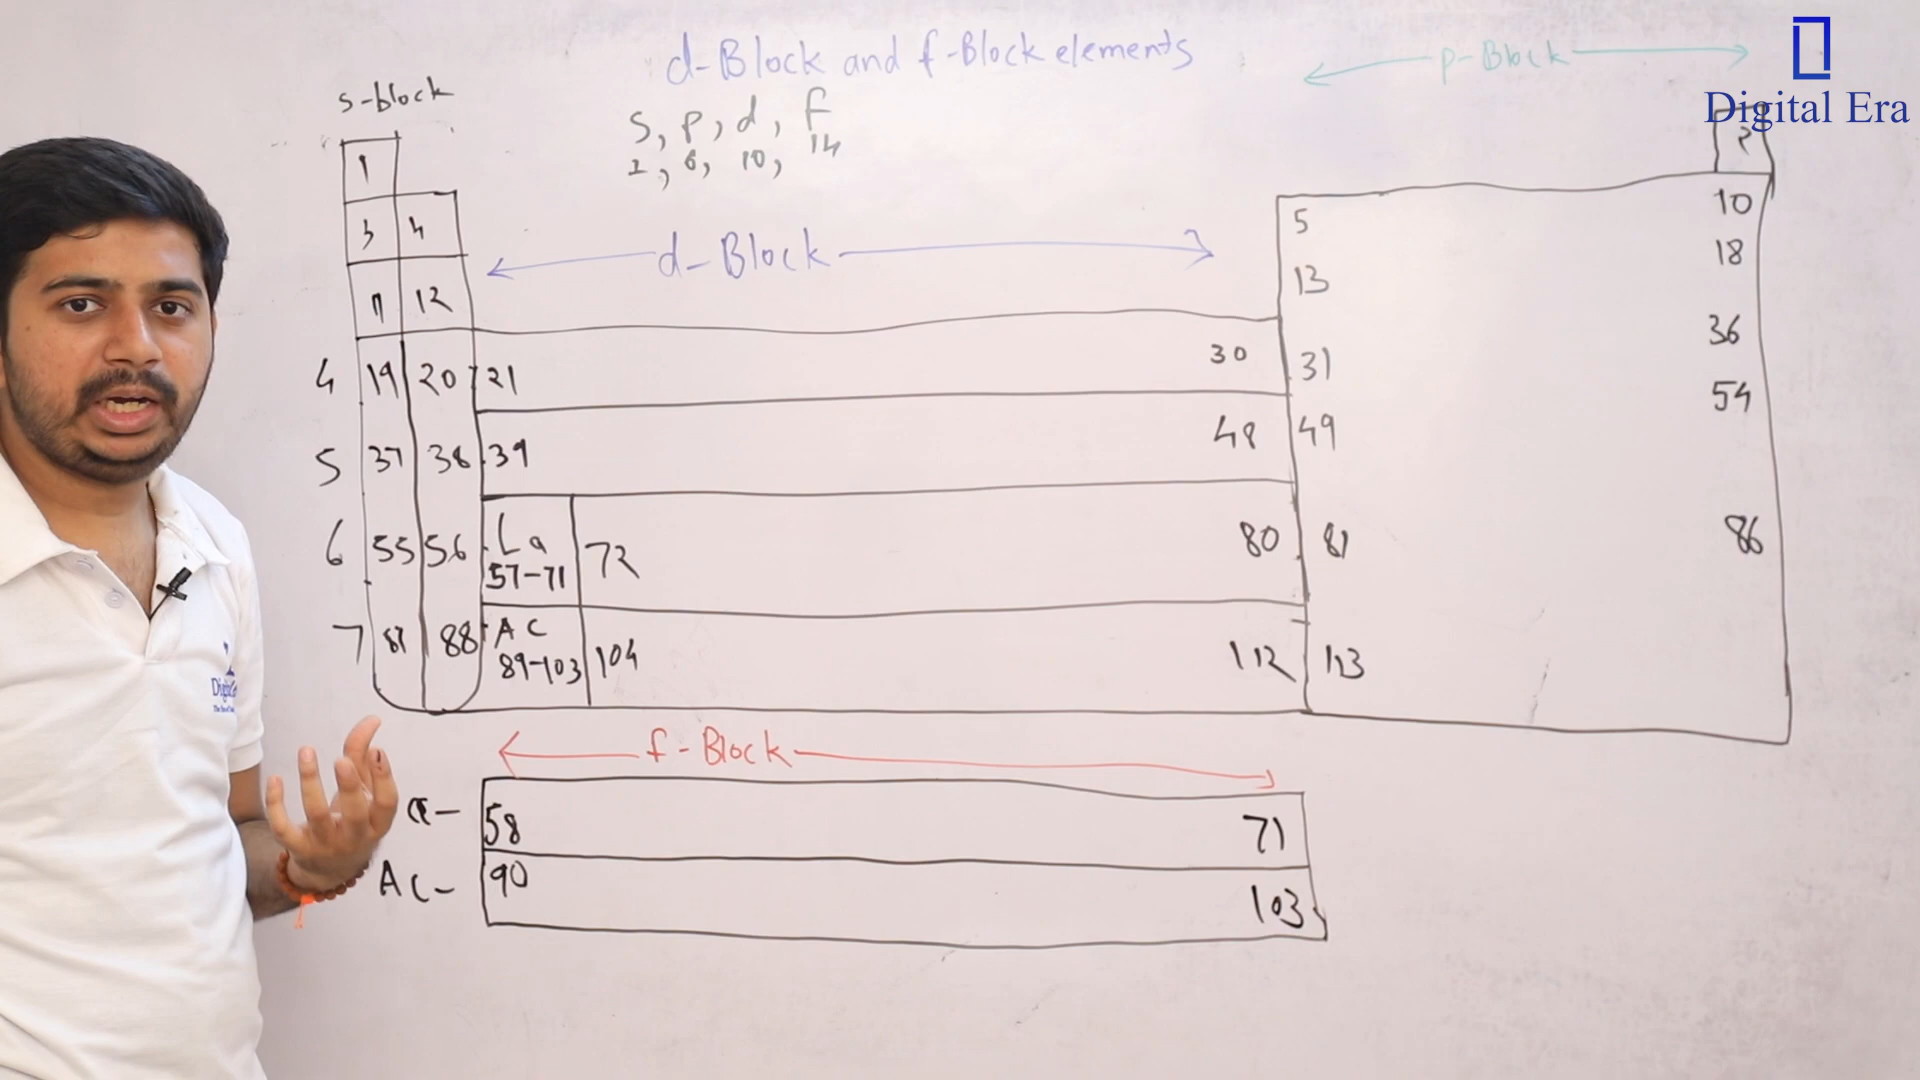 d-Block and f-Block elements
p-Block
Digital Era
s-block
s, p, d, f
2, 6, 10, 14
1
2
3 4 5 10
d-Block
11 12 13 18
4 19 20 21 30 31 36
5 37 38 39 48 49 54
6 55 56 La 57-71 72 80 81 86
7 87 88 AC 89-103 104 112 113
f-Block
58 71
AC- 90 103